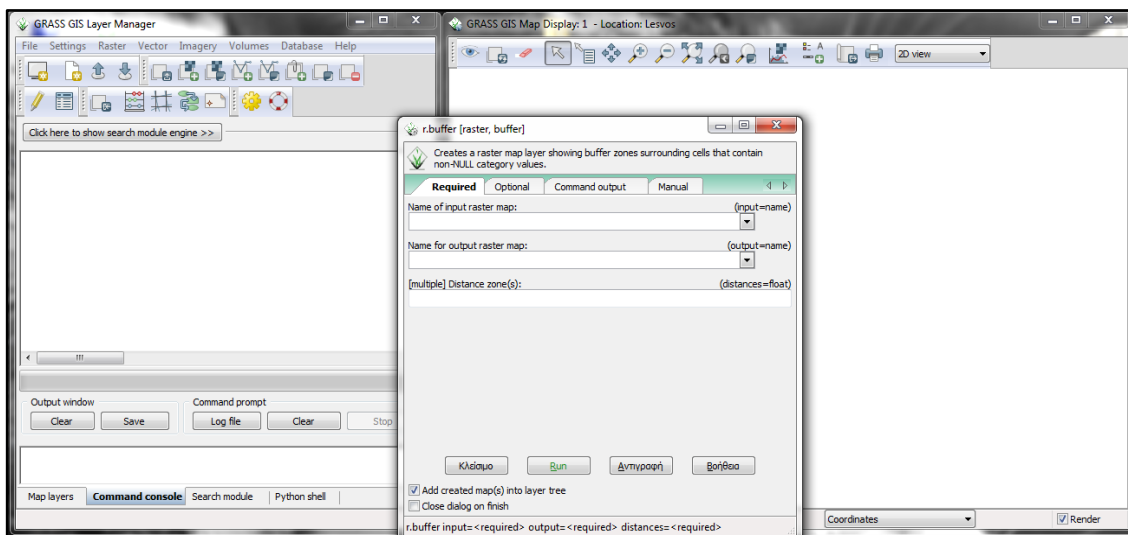 GRASS GIS Layer Manager
File Settings Raster Vector Imagery Volumes Database Help
Click here to show search module engine >>
Output window
Command prompt
Clear
Save
Log file
Clear
Stop
Map layers
Command console
Search module
Python shell
GRASS GIS Map Display: 1 - Location: Lesvos
2D view
r.buffer [raster, buffer]
Creates a raster map layer showing buffer zones surrounding cells that contain
non-NULL category values.
Required
Optional
Command output
Manual
Name of input raster map: (input=name)
Name for output raster map: (output=name)
[multiple] Distance zone(s): (distances=float)
Κλείσιμο
Run
Αντιγραφή
Βοήθεια
Add created map(s) into layer tree
Close dialog on finish
r.buffer input=<required> output=<required> distances=<required>
Coordinates
Render